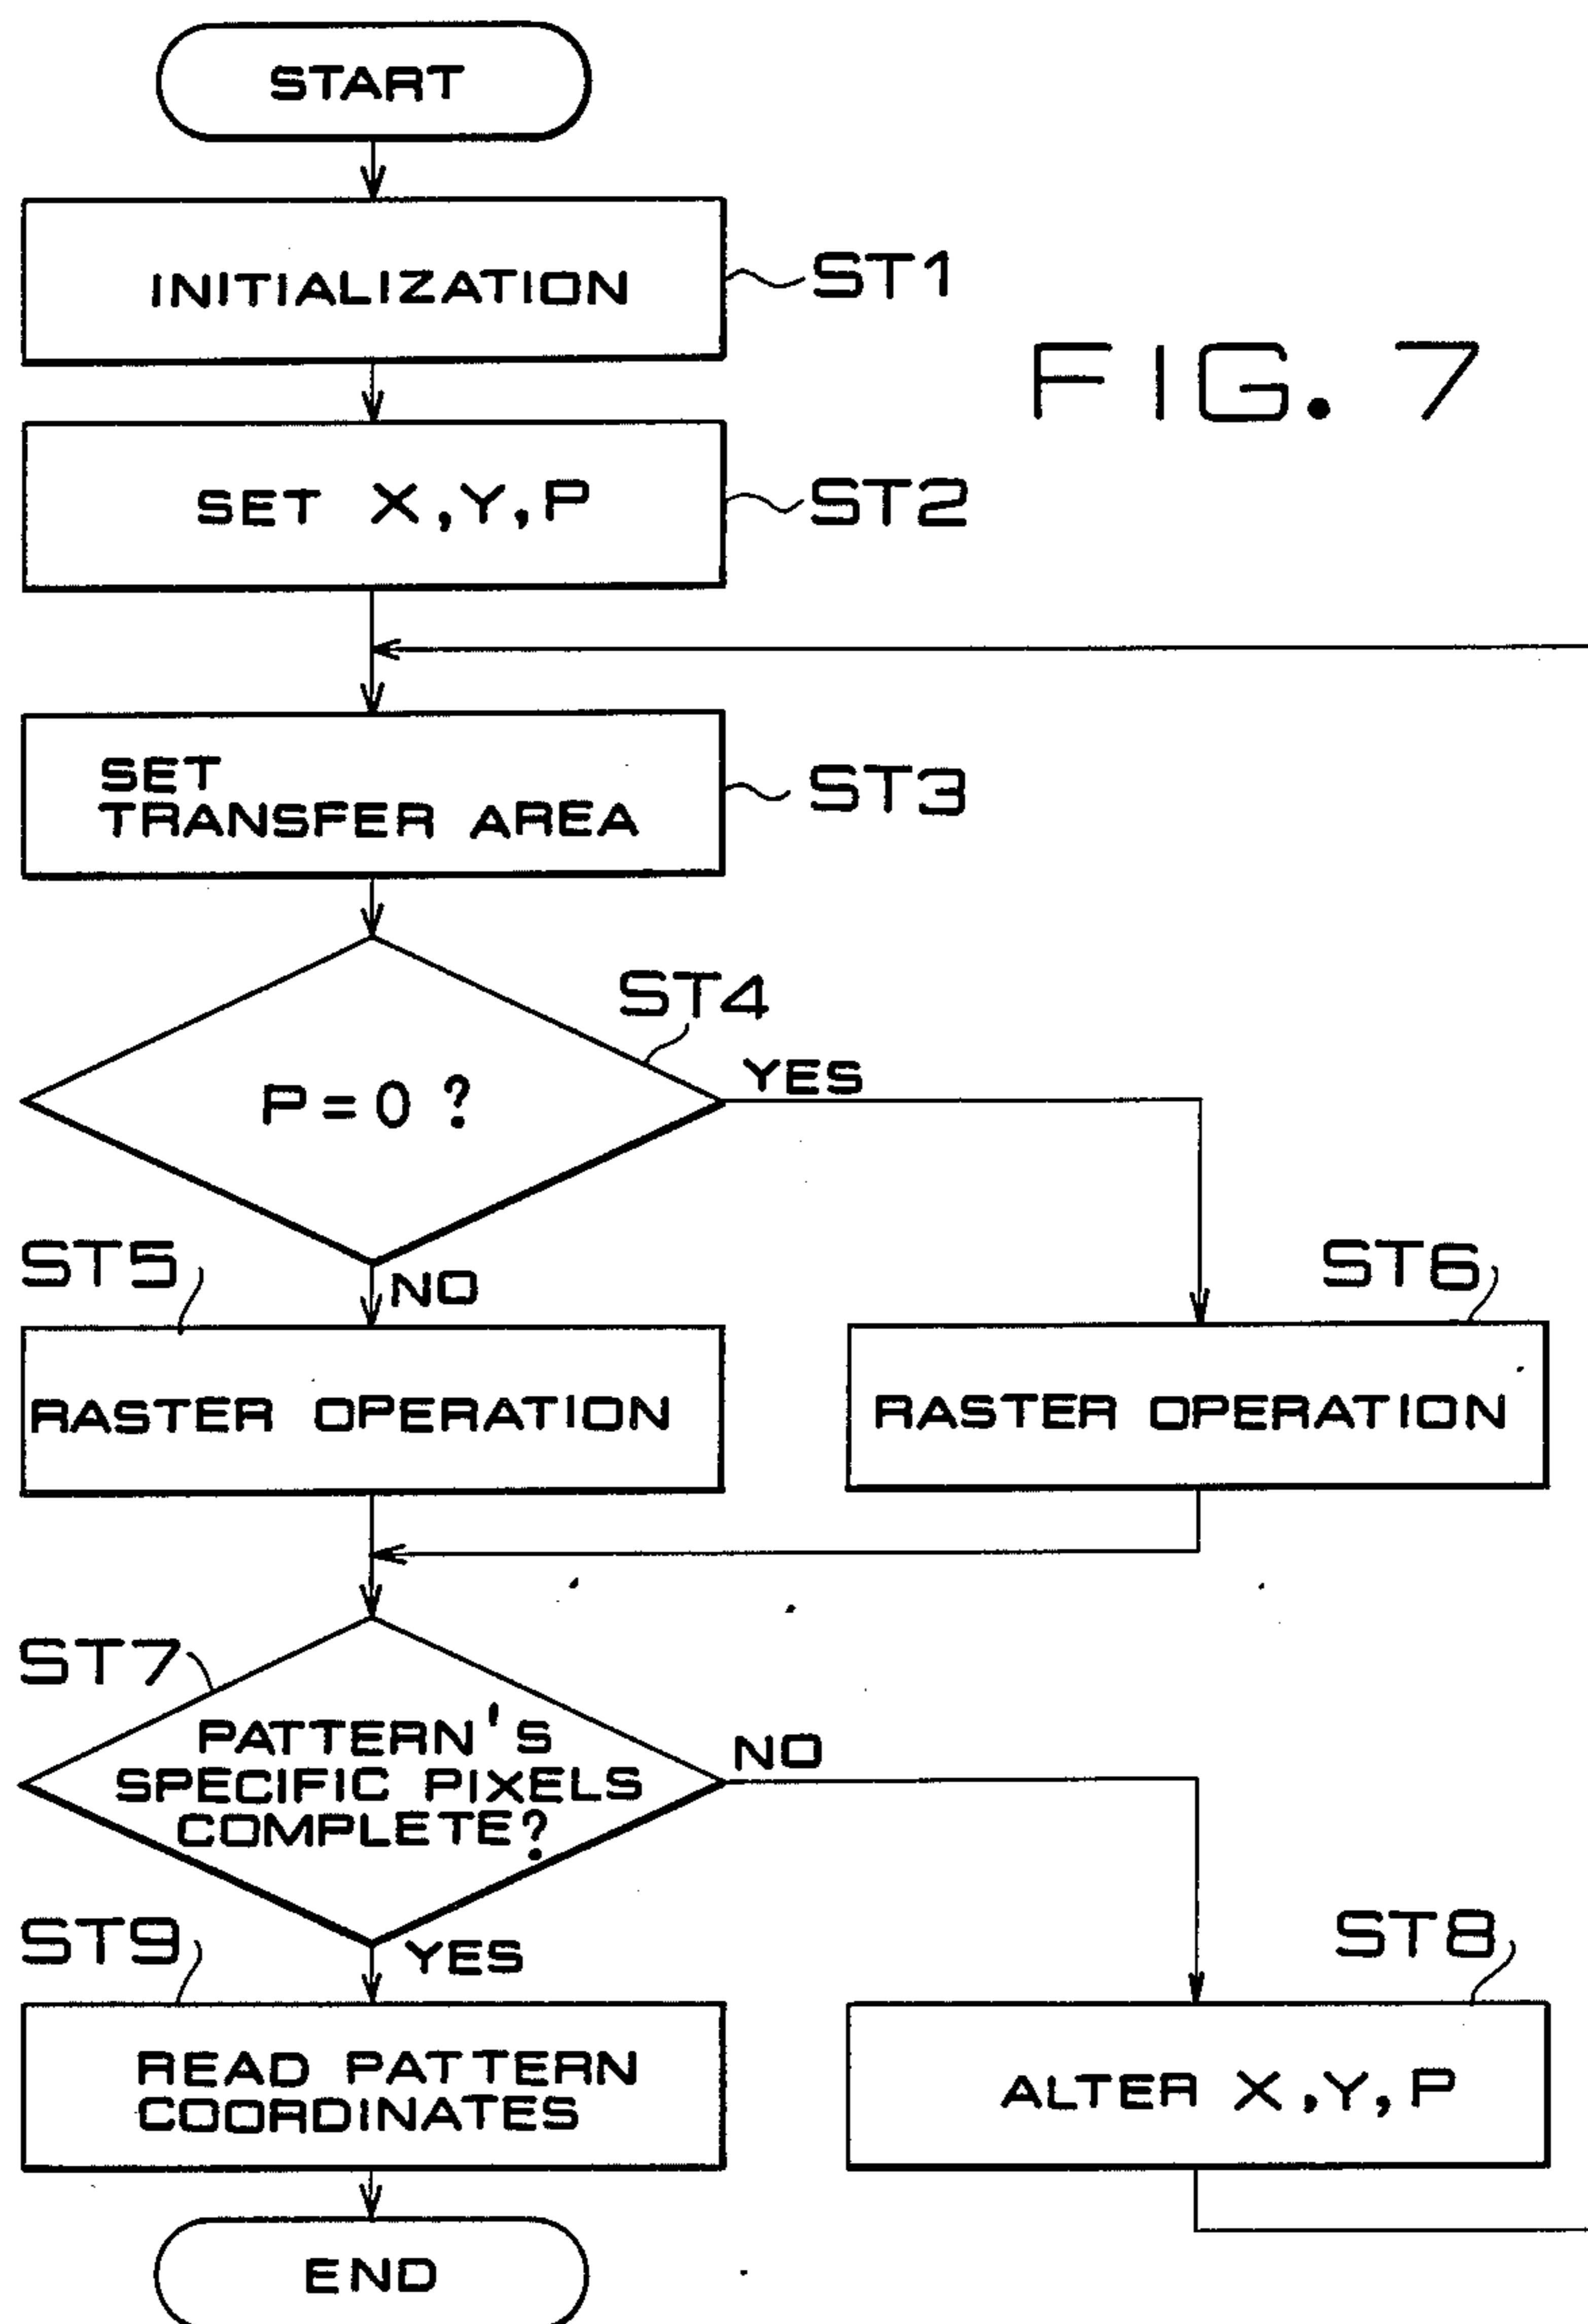 START
INITIALIZATION
ST1
FIG. 7
SET X,Y,P
ST2
SET
TRANSFER AREA
ST3
ST4
P=0 ?
YES
NO
ST5
RASTER OPERATION
ST6
RASTER OPERATION
ST7
PATTERN'S
SPECIFIC PIXELS
COMPLETE?
NO
YES
ST9
READ PATTERN
COORDINATES
ST8
ALTER X,Y,P
END